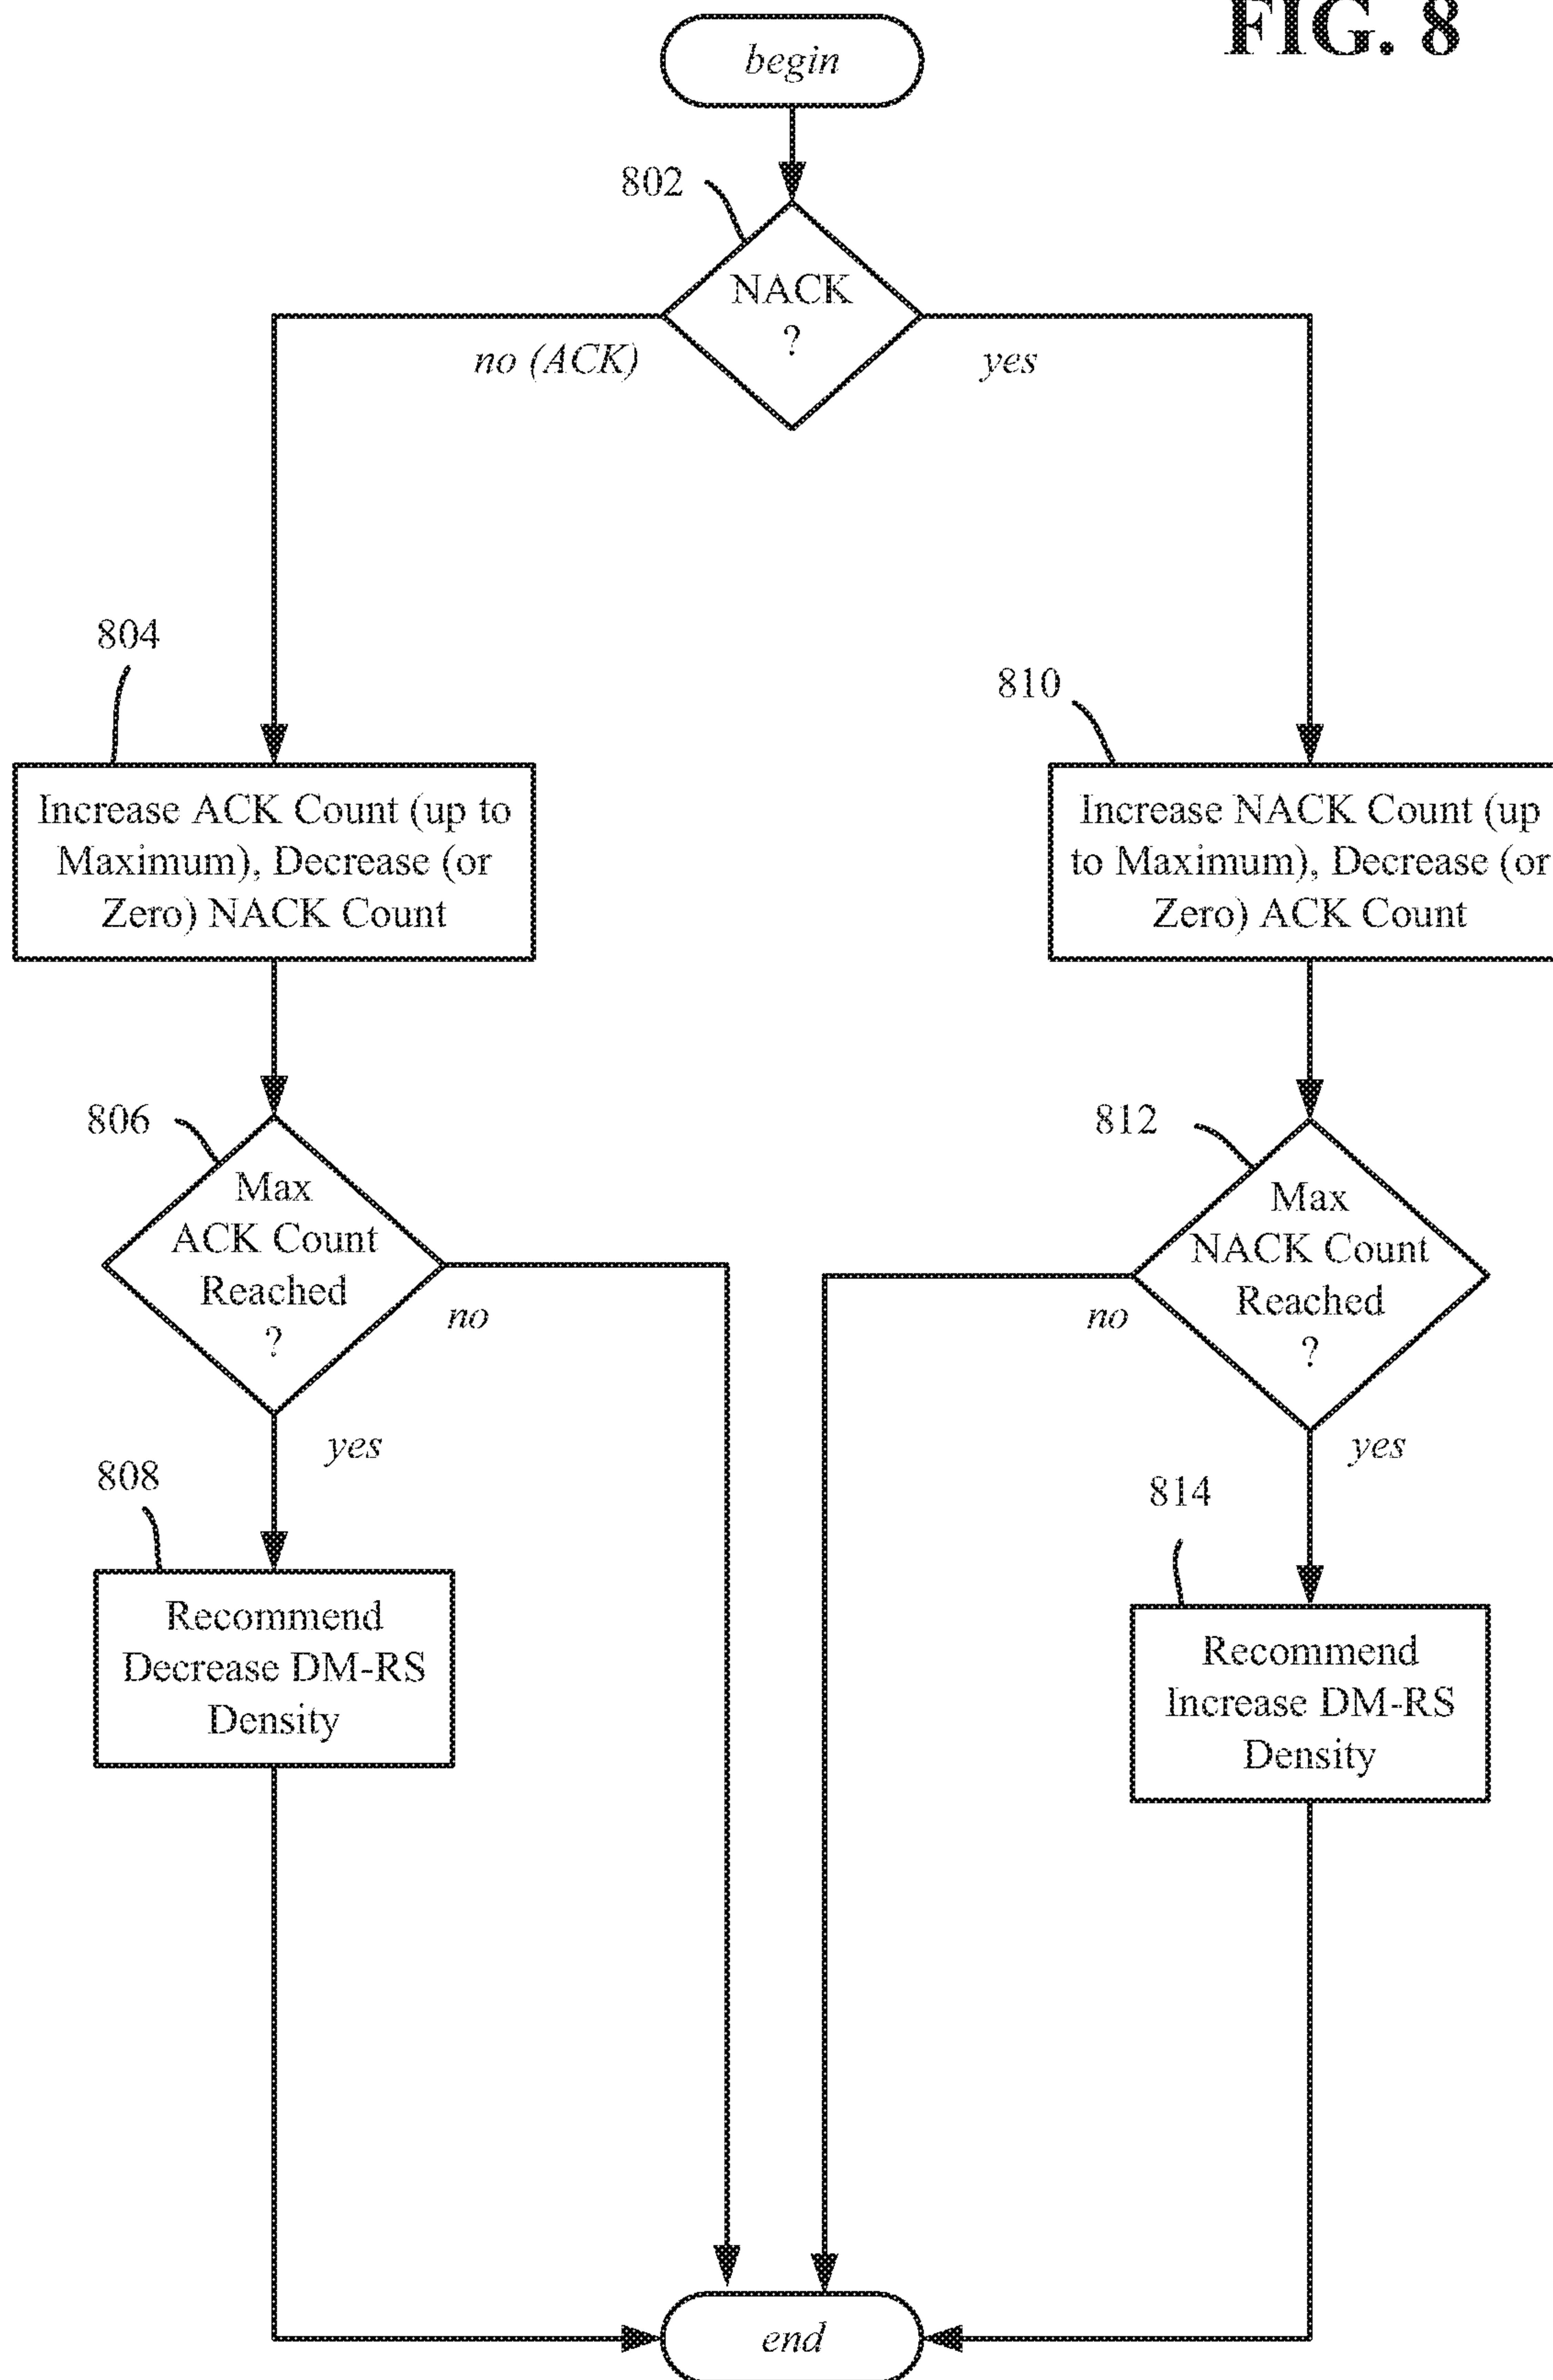 FIG. 8
begin
802
NACK
?
no (ACK)
yes
804
810
Increase ACK Count (up to
Maximum), Decrease (or
Zero) NACK Count
Increase NACK Count (up
to Maximum), Decrease (or
Zero) ACK Count
806
Max
ACK Count
Reached
?
no
yes
812
Max
NACK Count
Reached
?
no
yes
808
Recommend
Decrease DM-RS
Density
814
Recommend
Increase DM-RS
Density
end